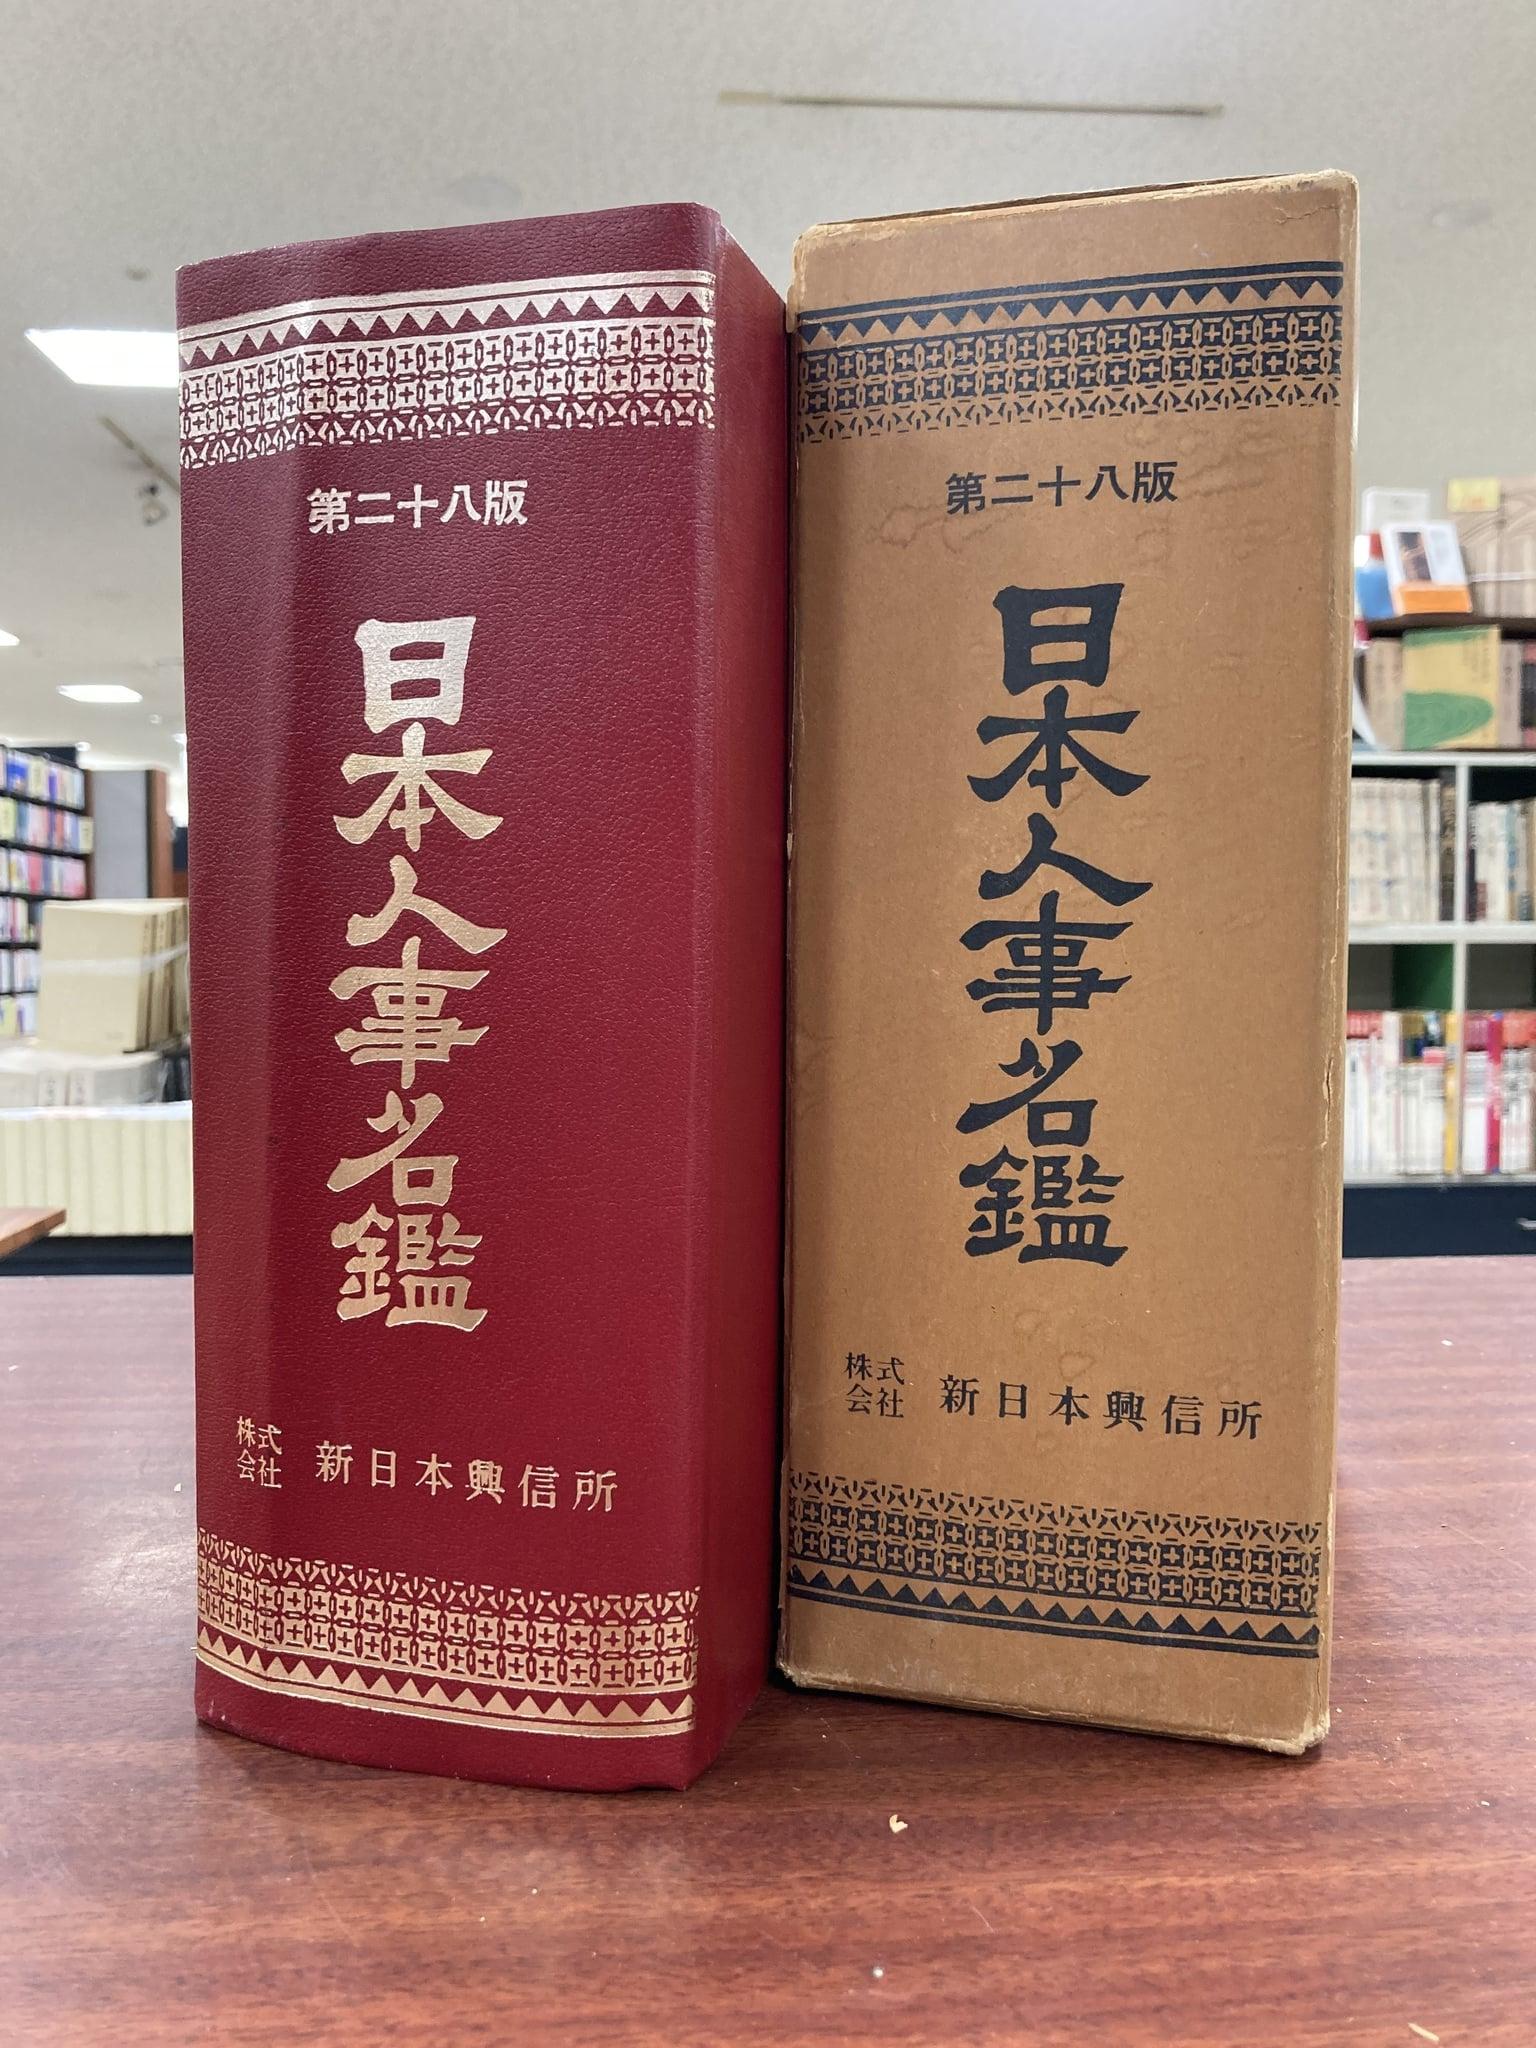 第二十八版
日本人事名鑑
株式会社 新日本興信所
第二十八版
日本人事名鑑
株式会社 新日本興信所